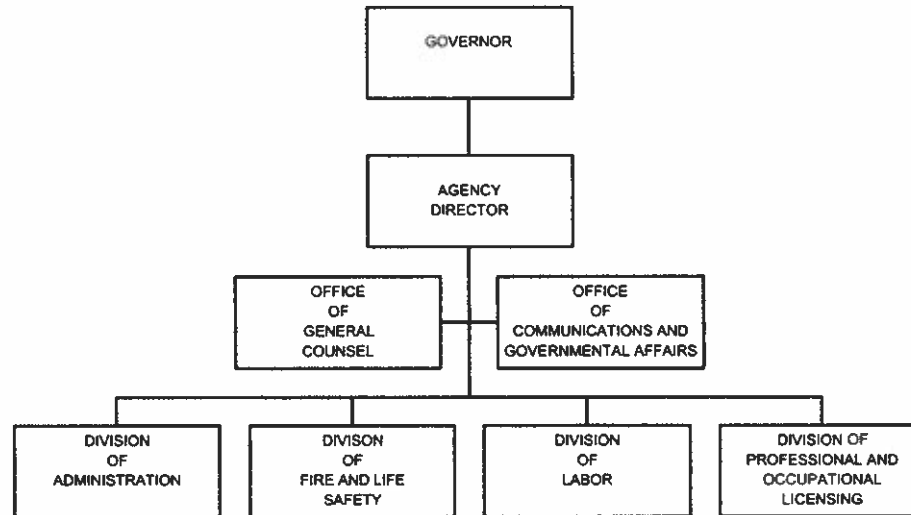 GOVERNOR
AGENCY
DIRECTOR
OFFICE
OF
GENERAL
COUNSEL
OFFICE
OF
COMMUNICATIONS AND
GOVERNMENTAL AFFAIRS
DIVISION
OF
ADMINISTRATION
DIVISON
OF
FIRE AND LIFE
SAFETY
DIVISION
OF
LABOR
DIVISION OF
PROFESSIONAL AND
OCCUPATIONAL
LICENSING